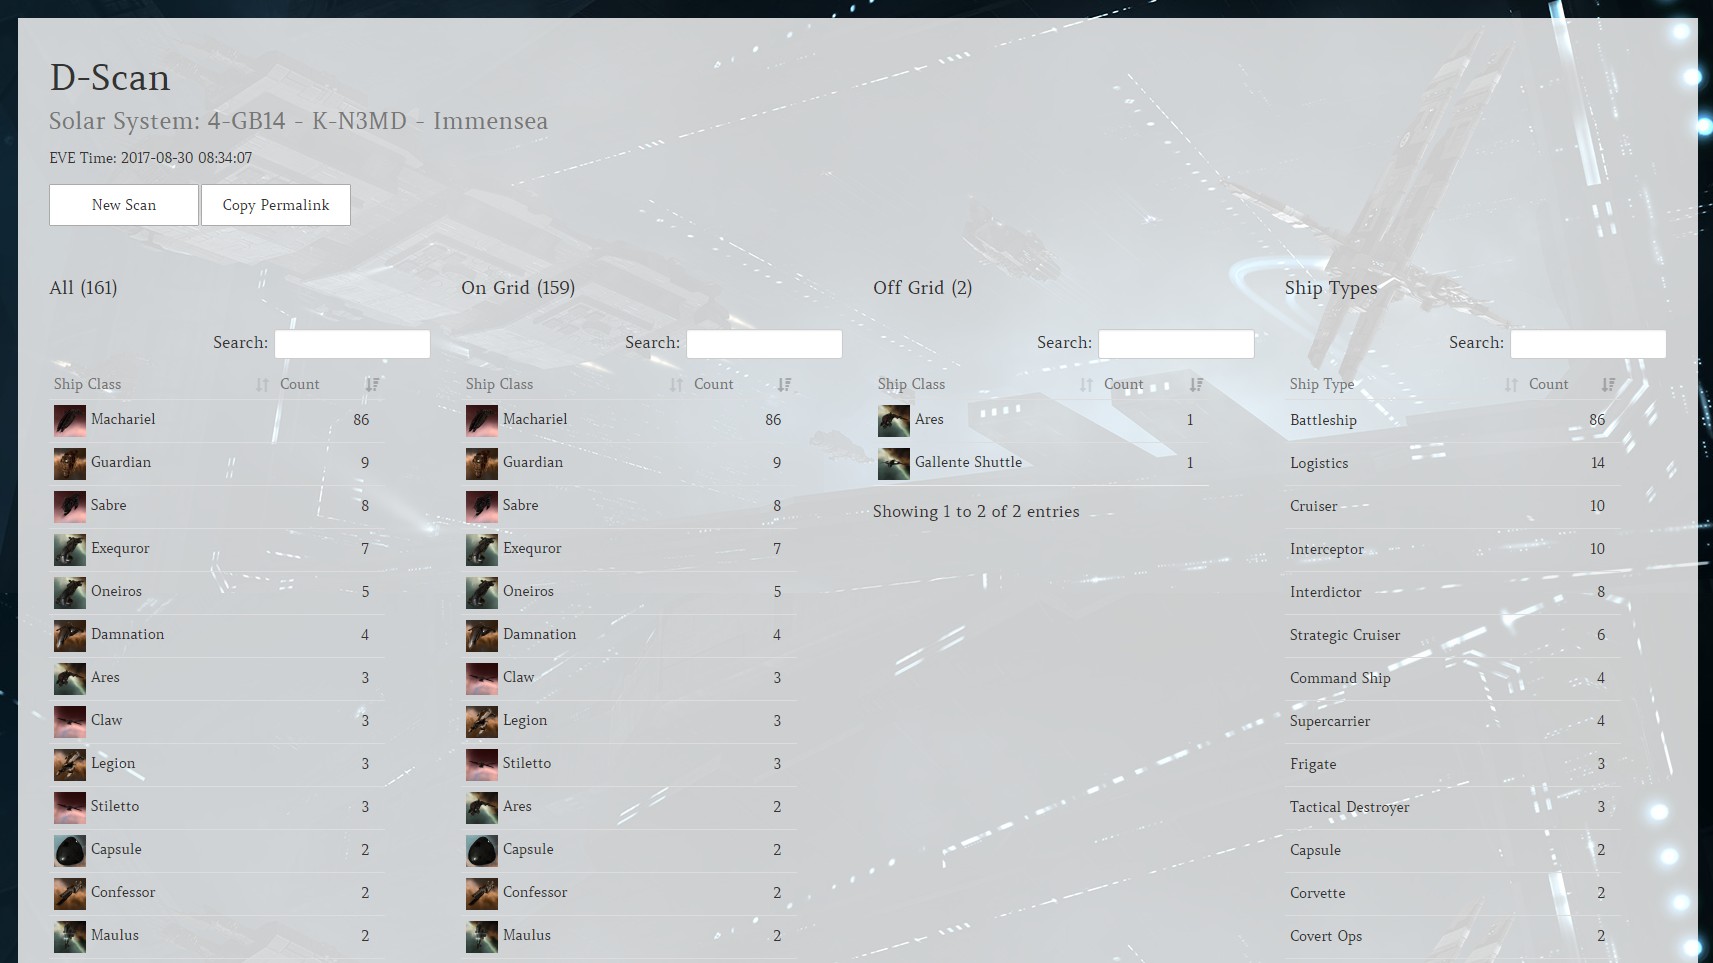 D-Scan
Solar System: 4-GB14 - K-N3MD - Immensea
EVE Time: 2017-08-30 08:34:07
New Scan
Copy Permalink
All (161)
Search:
Ship Class Count
Machariel 86
Guardian 9
Sabre 8
Exequror 7
Oneiros 5
Damnation 4
Ares 3
Claw 3
Legion 3
Stiletto 3
Capsule 2
Confessor 2
Maulus 2
On Grid (159)
Search:
Ship Class Count
Machariel 86
Guardian 9
Sabre 8
Exequror 7
Oneiros 5
Damnation 4
Claw 3
Legion 3
Stiletto 3
Ares 2
Capsule 2
Confessor 2
Maulus 2
Off Grid (2)
Search:
Ship Class Count
Ares 1
Gallente Shuttle 1
Showing 1 to 2 of 2 entries
Ship Types
Search:
Ship Type Count
Battleship 86
Logistics 14
Cruiser 10
Interceptor 10
Interdictor 8
Strategic Cruiser 6
Command Ship 4
Supercarrier 4
Frigate 3
Tactical Destroyer 3
Capsule 2
Corvette 2
Covert Ops 2